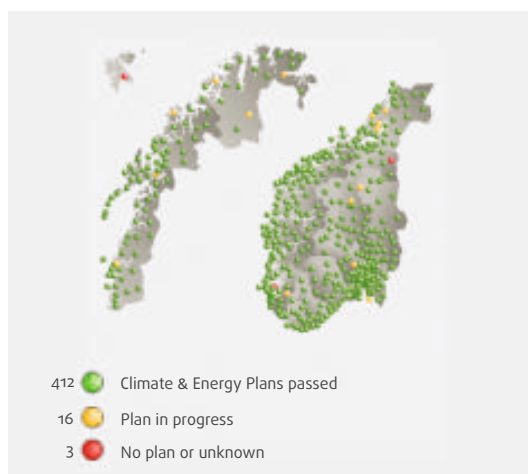 412 Climate & Energy Plans passed
16 Plan in progress
3 No plan or unknown